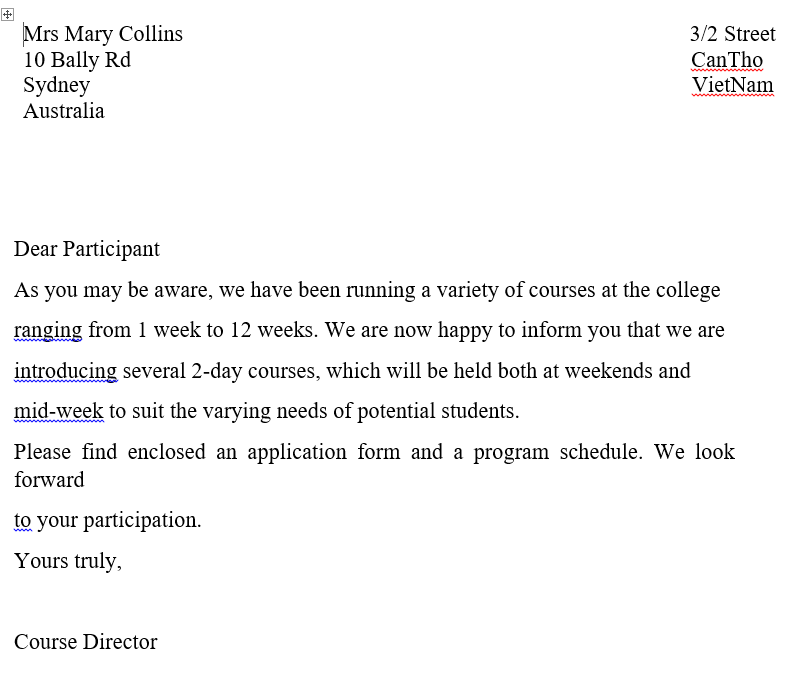 Mrs Mary Collins
10 Bally Rd
Sydney
Australia
3/2 Street
CanTho
VietNam
Dear Participant
As you may be aware, we have been running a variety of courses at the college
ranging from 1 week to 12 weeks. We are now happy to inform you that we are
introducing several 2-day courses, which will be held both at weekends and
mid-week to suit the varying needs of potential students.
Please find enclosed an application form and a program schedule. We look
forward
to your participation.
Yours truly,
Course Director